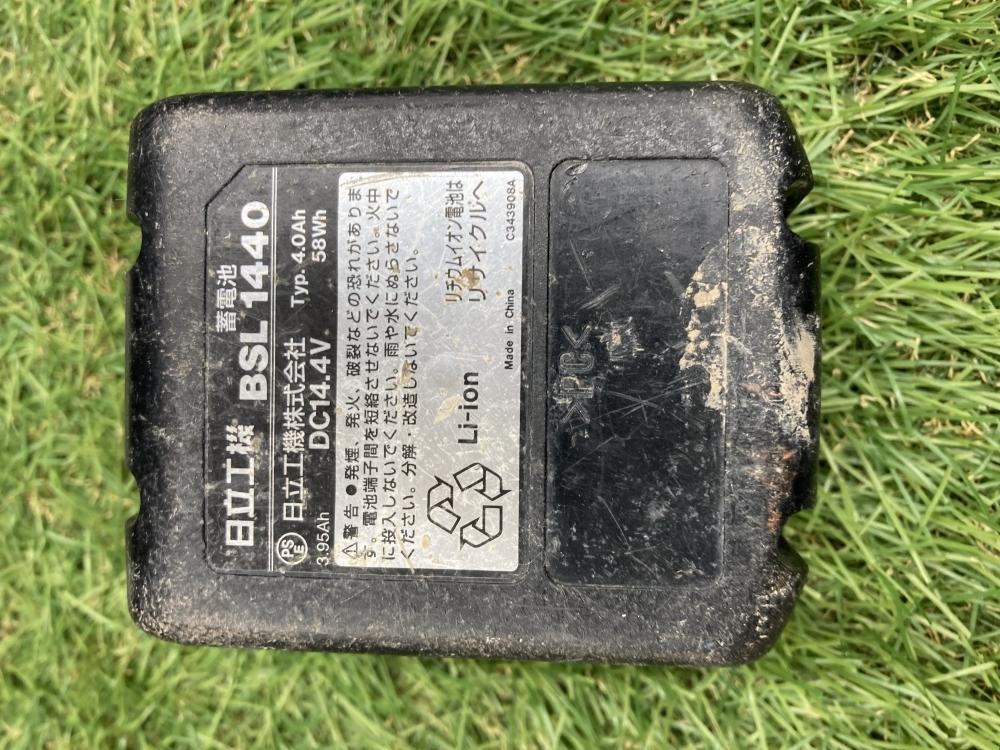 日立工機 蓄電池 BSL 1440
PSE 日立工機株式会社 Typ. 4.0Ah
3.95Ah DC14.4V 58Wh
⚠警告 ●発煙、発火、破裂などの恐れがありま
す。電池端子間を短絡させないでください。火中
に投入しないでください。雨や水にぬらさないで
ください。分解・改造しないでください。
Li-ion
リチウムイオン電池は
リサイクルへ
Made in China C343908A
>PC<